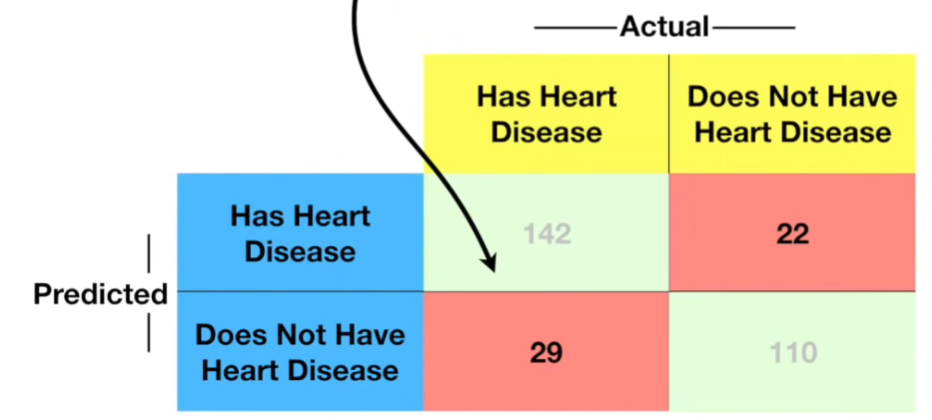 Actual
Has Heart
Disease
Does Not Have
Heart Disease
Has Heart
Disease
142
22
Predicted
Does Not Have
Heart Disease
29
110